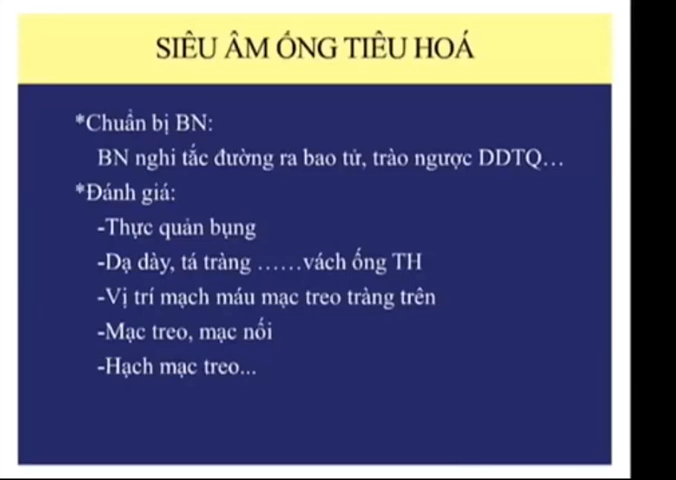 SIÊU ÂM ỐNG TIÊU HOÁ
*Chuẩn bị BN:
BN nghi tắc đường ra bao tử, trào ngược DDTQ…
*Đánh giá:
-Thực quản bụng
-Dạ dày, tá tràng ……vách ống TH
-Vị trí mạch máu mạc treo tràng trên
-Mạc treo, mạc nối
-Hạch mạc treo...